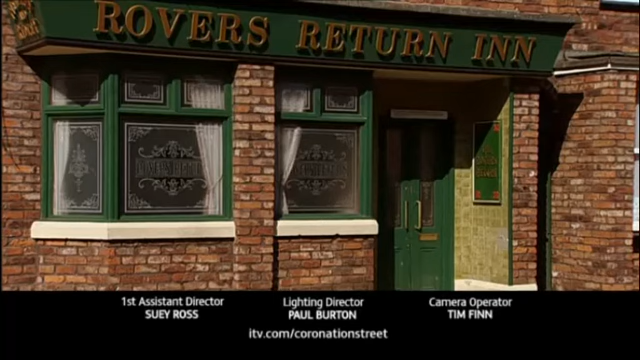 ROVERS RETURN INN
1st Assistant Director
SUEY ROSS
Lighting Director
PAUL BURTON
Camera Operator
TIM FINN
itv.com/coronationstreet